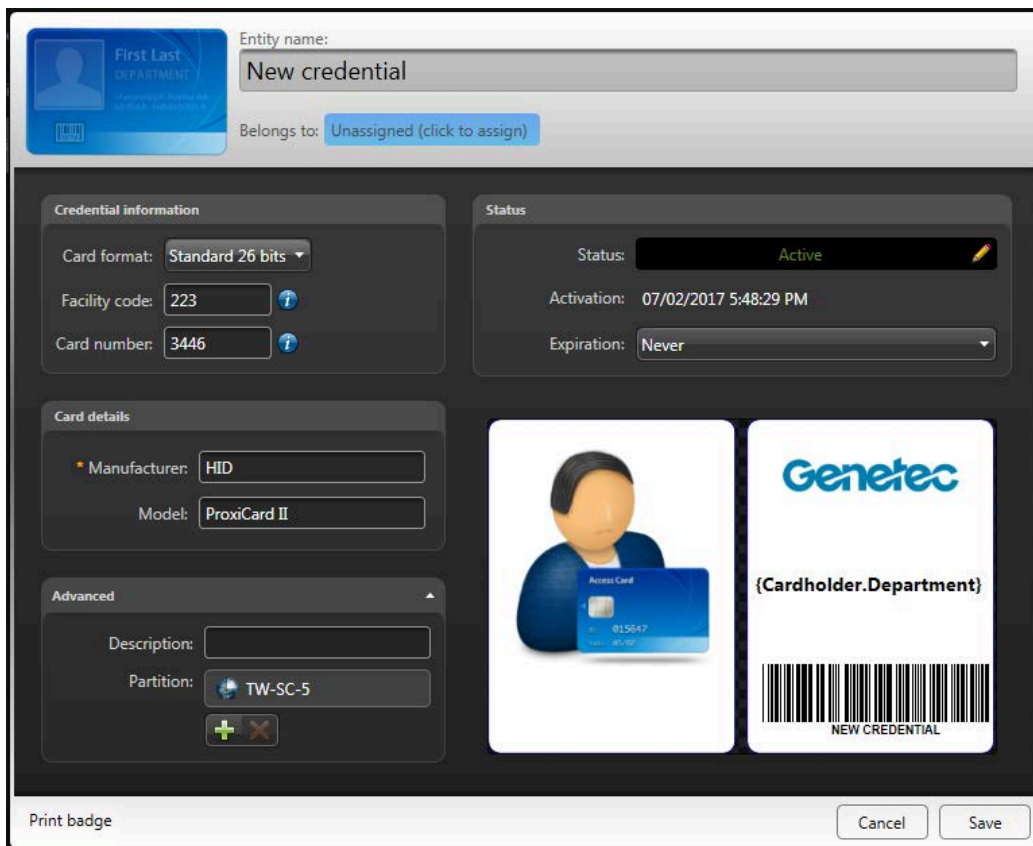 First Last
DEPARTMENT
Entity name:
New credential
Belongs to: Unassigned (click to assign)
Credential information
Card format: Standard 26 bits
Facility code: 223
Card number: 3446
Status
Status: Active
Activation: 07/02/2017 5:48:29 PM
Expiration: Never
Card details
* Manufacturer: HID
Model: ProxiCard II
Advanced
Description:
Partition: TW-SC-5
Access Card
015647
Genetec
{Cardholder.Department}
NEW CREDENTIAL
Print badge
Cancel
Save